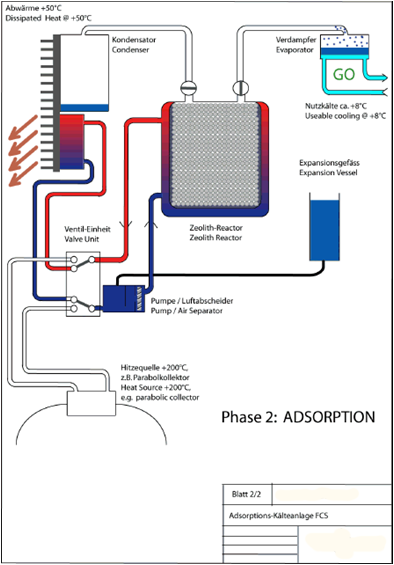 Abwärme +50°C
Dissipated Heat @ +50°C
Kondensator
Condenser
Verdampfer
Evaporator
GO
Nutzkälte ca. +8°C
Useable cooling @ +8°C
Expansionsgefäss
Expansion Vessel
Zeolith-Reactor
Zeolith Reactor
Ventil-Einheit
Valve Unit
Pumpe / Luftabscheider
Pump / Air Separator
Hitzequelle +200°C,
z.B. Parabolkollektor
Heat Source +200°C,
e.g. parabolic collector
Phase 2: ADSORPTION
Blatt 2/2
Adsorptions-Kälteanlage FCS